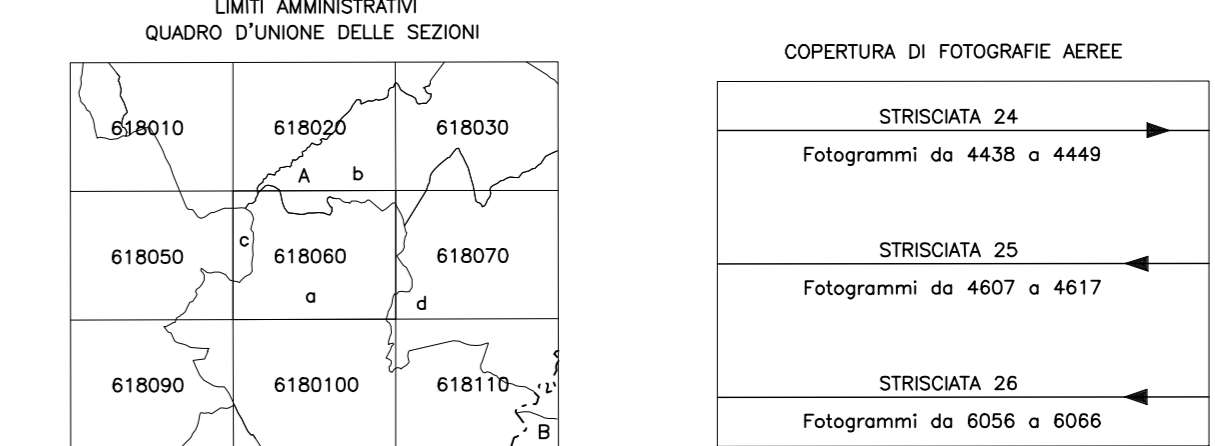 LIMITI AMMINISTRATIVI
QUADRO D'UNIONE DELLE SEZIONI
618010 618020 618030
A b
c
618050 618060 618070
a d
618090 6180100 618110
B
COPERTURA DI FOTOGRAFIE AEREE
STRISCIATA 24
Fotogrammi da 4438 a 4449
STRISCIATA 25
Fotogrammi da 4607 a 4617
STRISCIATA 26
Fotogrammi da 6056 a 6066